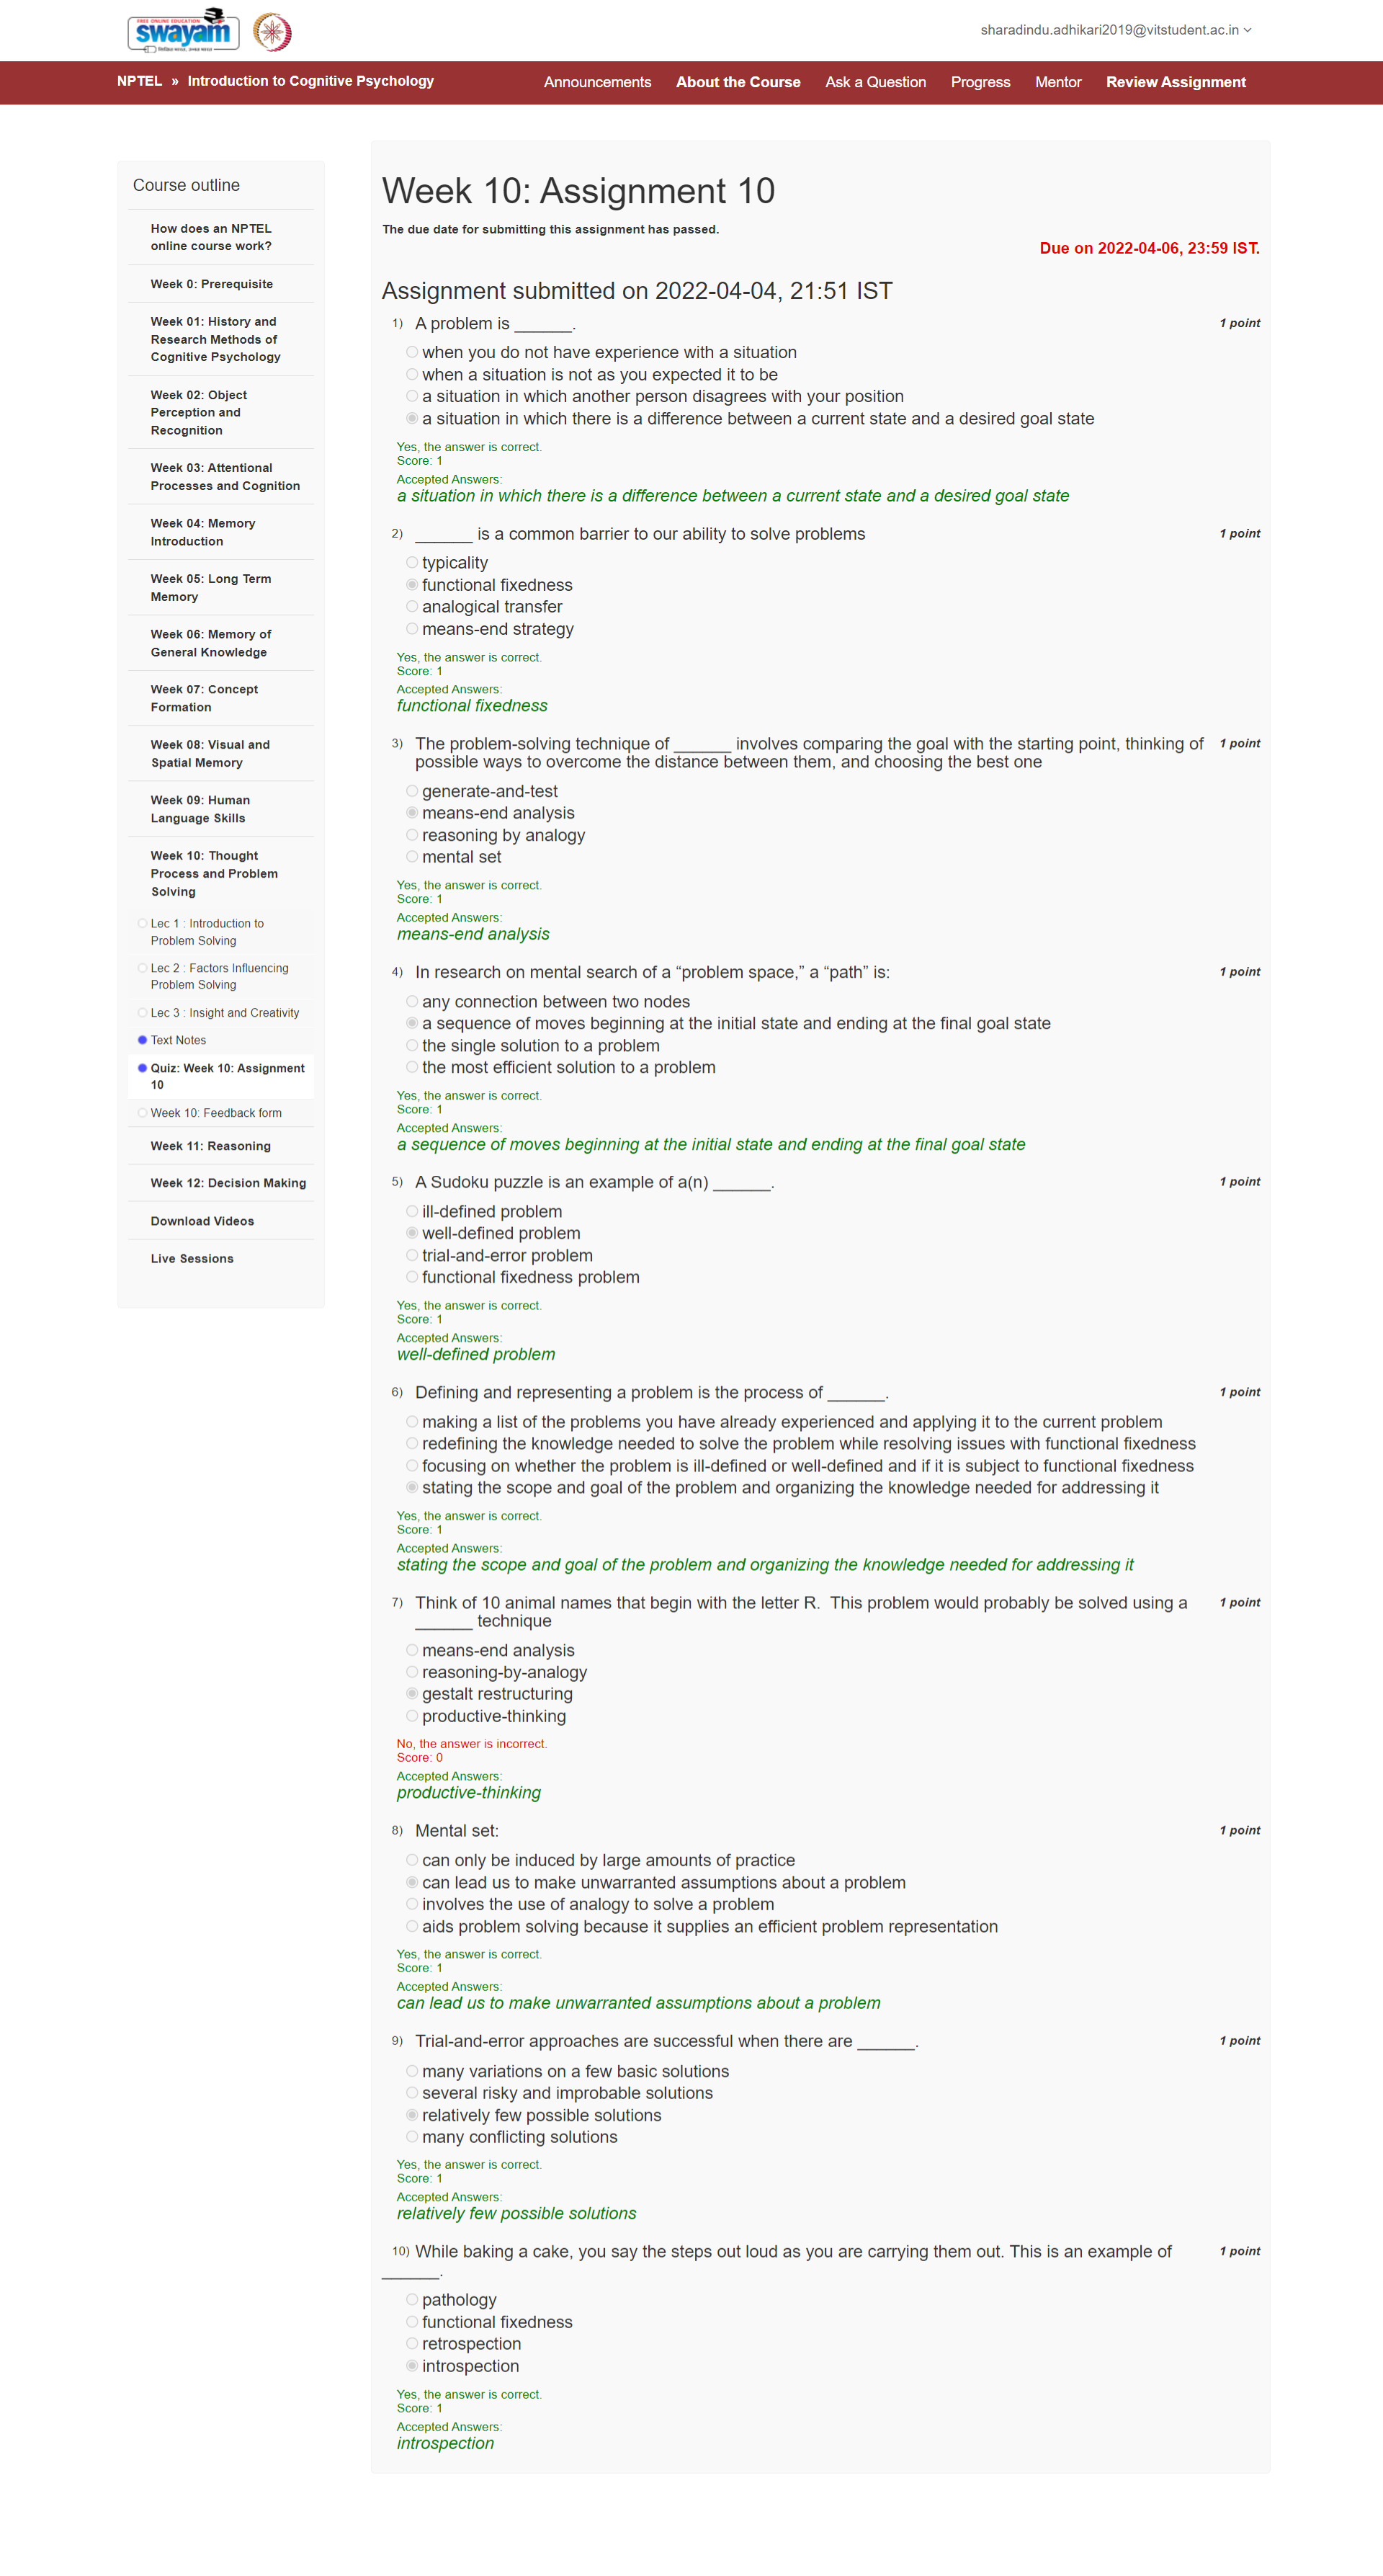 FREE ONLINE EDUCATION
swayam
sharadindu.adhikari2019@vitstudent.ac.in
NPTEL » Introduction to Cognitive Psychology
Announcements About the Course Ask a Question Progress Mentor Review Assignment
Course outline
How does an NPTEL
online course work?
Week 0: Prerequisite
Week 01: History and
Research Methods of
Cognitive Psychology
Week 02: Object
Perception and
Recognition
Week 03: Attentional
Processes and Cognition
Week 04: Memory
Introduction
Week 05: Long Term
Memory
Week 06: Memory of
General Knowledge
Week 07: Concept
Formation
Week 08: Visual and
Spatial Memory
Week 09: Human
Language Skills
Week 10: Thought
Process and Problem
Solving
Lec 1 : Introduction to
Problem Solving
Lec 2 : Factors Influencing
Problem Solving
Lec 3 : Insight and Creativity
Text Notes
Quiz: Week 10: Assignment
10
Week 10: Feedback form
Week 11: Reasoning
Week 12: Decision Making
Download Videos
Live Sessions
Week 10: Assignment 10
The due date for submitting this assignment has passed.
Due on 2022-04-06, 23:59 IST.
Assignment submitted on 2022-04-04, 21:51 IST
1) A problem is ______. 1 point
when you do not have experience with a situation
when a situation is not as you expected it to be
a situation in which another person disagrees with your position
a situation in which there is a difference between a current state and a desired goal state
Yes, the answer is correct.
Score: 1
Accepted Answers:
a situation in which there is a difference between a current state and a desired goal state
2) ______ is a common barrier to our ability to solve problems 1 point
typicality
functional fixedness
analogical transfer
means-end strategy
Yes, the answer is correct.
Score: 1
Accepted Answers:
functional fixedness
3) The problem-solving technique of ______ involves comparing the goal with the starting point, thinking of 1 point
possible ways to overcome the distance between them, and choosing the best one
generate-and-test
means-end analysis
reasoning by analogy
mental set
Yes, the answer is correct.
Score: 1
Accepted Answers:
means-end analysis
4) In research on mental search of a “problem space,” a “path” is: 1 point
any connection between two nodes
a sequence of moves beginning at the initial state and ending at the final goal state
the single solution to a problem
the most efficient solution to a problem
Yes, the answer is correct.
Score: 1
Accepted Answers:
a sequence of moves beginning at the initial state and ending at the final goal state
5) A Sudoku puzzle is an example of a(n) ______. 1 point
ill-defined problem
well-defined problem
trial-and-error problem
functional fixedness problem
Yes, the answer is correct.
Score: 1
Accepted Answers:
well-defined problem
6) Defining and representing a problem is the process of ______. 1 point
making a list of the problems you have already experienced and applying it to the current problem
redefining the knowledge needed to solve the problem while resolving issues with functional fixedness
focusing on whether the problem is ill-defined or well-defined and if it is subject to functional fixedness
stating the scope and goal of the problem and organizing the knowledge needed for addressing it
Yes, the answer is correct.
Score: 1
Accepted Answers:
stating the scope and goal of the problem and organizing the knowledge needed for addressing it
7) Think of 10 animal names that begin with the letter R. This problem would probably be solved using a 1 point
______ technique
means-end analysis
reasoning-by-analogy
gestalt restructuring
productive-thinking
No, the answer is incorrect.
Score: 0
Accepted Answers:
productive-thinking
8) Mental set: 1 point
can only be induced by large amounts of practice
can lead us to make unwarranted assumptions about a problem
involves the use of analogy to solve a problem
aids problem solving because it supplies an efficient problem representation
Yes, the answer is correct.
Score: 1
Accepted Answers:
can lead us to make unwarranted assumptions about a problem
9) Trial-and-error approaches are successful when there are ______. 1 point
many variations on a few basic solutions
several risky and improbable solutions
relatively few possible solutions
many conflicting solutions
Yes, the answer is correct.
Score: 1
Accepted Answers:
relatively few possible solutions
10) While baking a cake, you say the steps out loud as you are carrying them out. This is an example of 1 point
______.
pathology
functional fixedness
retrospection
introspection
Yes, the answer is correct.
Score: 1
Accepted Answers:
introspection